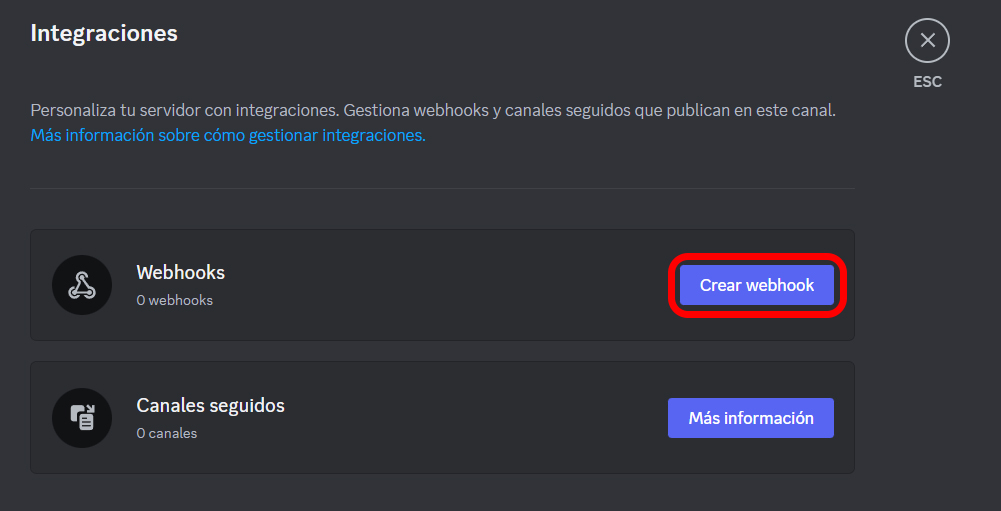 Integraciones
ESC
Personaliza tu servidor con integraciones. Gestiona webhooks y canales seguidos que publican en este canal.
Más información sobre cómo gestionar integraciones.
Webhooks
0 webhooks
Crear webhook
Canales seguidos
0 canales
Más información